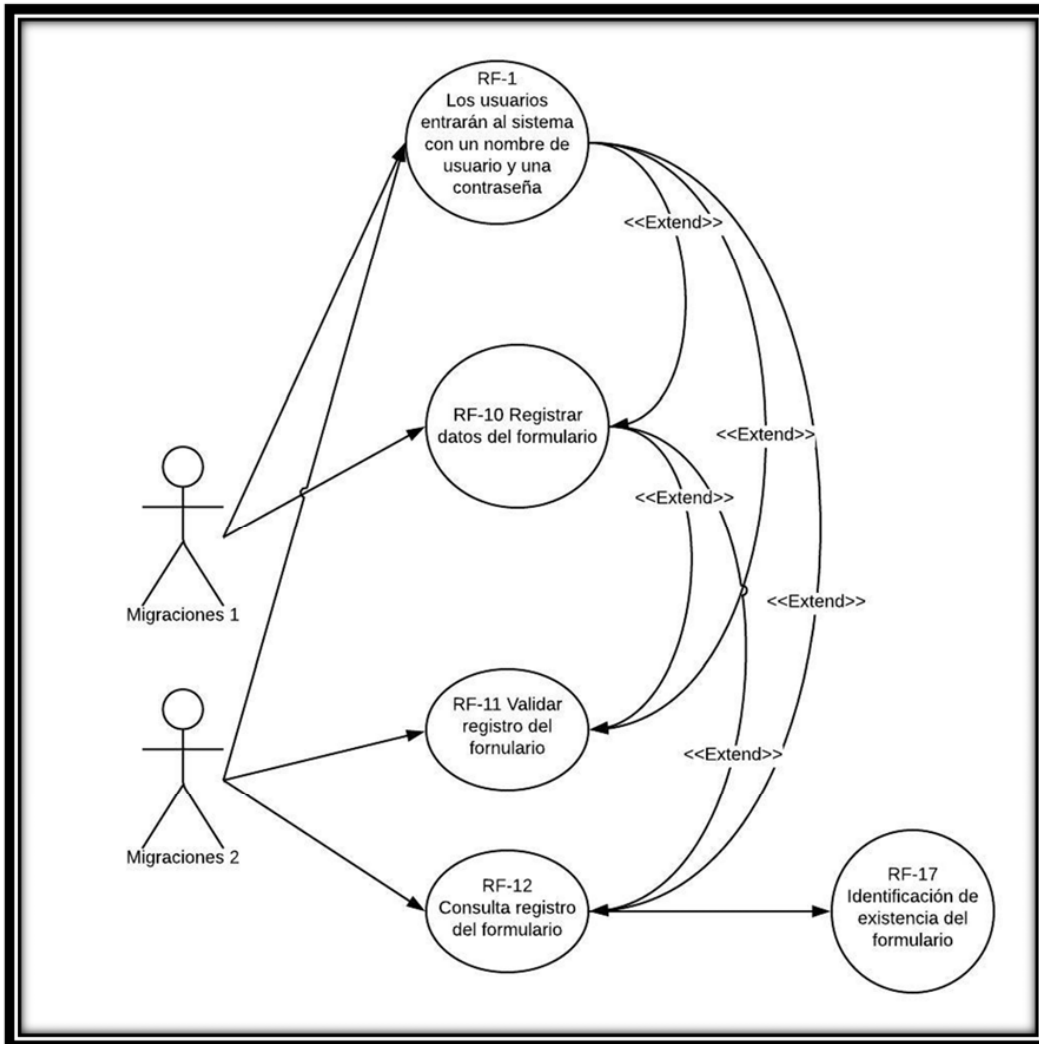 RF-1
Los usuarios
entrarán al sistema
con un nombre de
usuario y una
contraseña
<<Extend>>
RF-10 Registrar
datos del formulario
<<Extend>>
<<Extend>>
<<Extend>>
Migraciones 1
RF-11 Validar
registro del
fornulario
<<Extend>>
Migraciones 2
RF-12
Consulta registro
del formulario
RF-17
Identificación de
existencia del
formulario